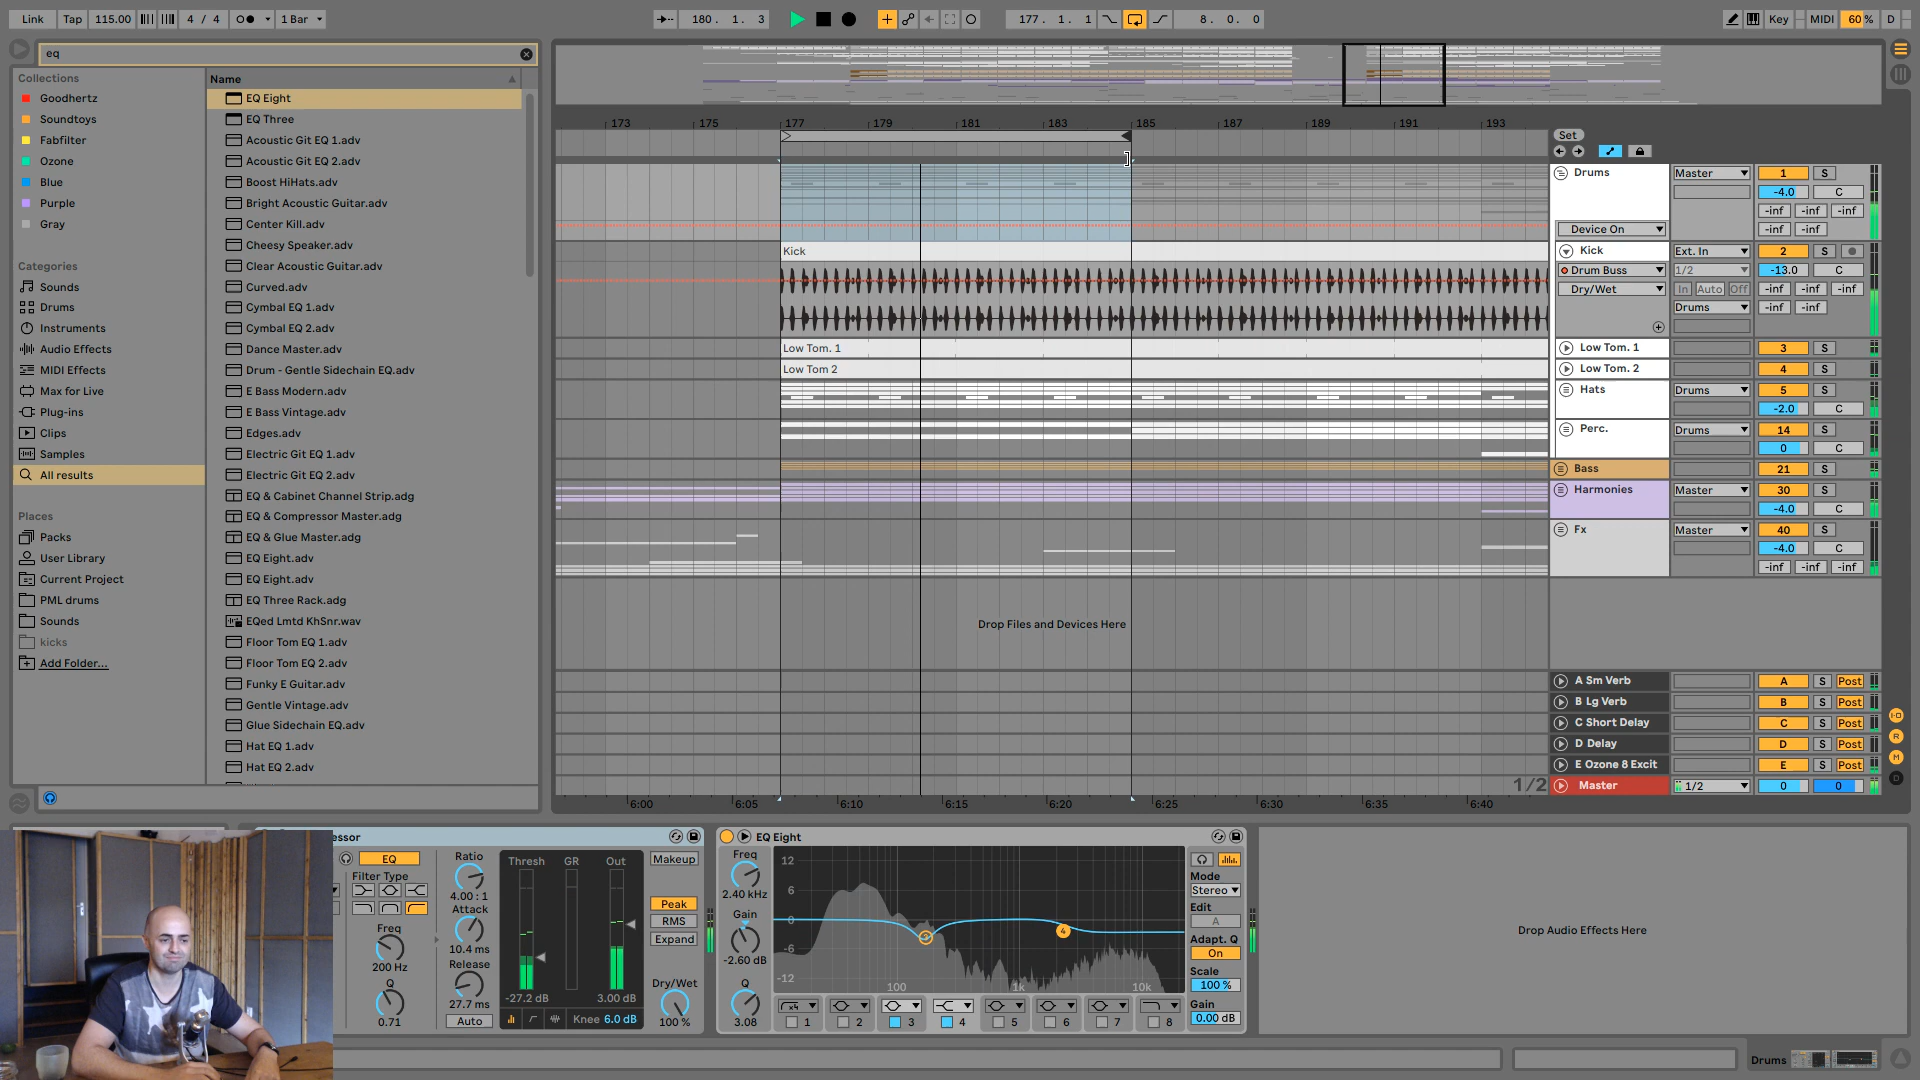 Link Tap 115.00 4 / 4 1 Bar 180. 1. 3 177. 1. 1 8. 0. 0 Key MIDI 60 % D
eq
Collections
Goodhertz
Soundtoys
Fabfilter
Ozone
Blue
Purple
Gray
Categories
Sounds
Drums
Instruments
Audio Effects
MIDI Effects
Max for Live
Plug-ins
Clips
Samples
All results
Places
Packs
User Library
Current Project
PML drums
Sounds
kicks
Add Folder...
Name
EQ Eight
EQ Three
Acoustic Git EQ 1.adv
Acoustic Git EQ 2.adv
Boost HiHats.adv
Bright Acoustic Guitar.adv
Center Kill.adv
Cheesy Speaker.adv
Clear Acoustic Guitar.adv
Curved.adv
Cymbal EQ 1.adv
Cymbal EQ 2.adv
Dance Master.adv
Drum - Gentle Sidechain EQ.adv
E Bass Modern.adv
E Bass Vintage.adv
Edges.adv
Electric Git EQ 1.adv
Electric Git EQ 2.adv
EQ & Cabinet Channel Strip.adg
EQ & Compressor Master.adg
EQ & Glue Master.adg
EQ Eight.adv
EQ Eight.adv
EQ Three Rack.adg
EQed Lmtd KhSnr.wav
Floor Tom EQ 1.adv
Floor Tom EQ 2.adv
Funky E Guitar.adv
Gentle Vintage.adv
Glue Sidechain EQ.adv
Hat EQ 1.adv
Hat EQ 2.adv
173 175 177 179 181 183 185 187 189 191 193
Kick
Low Tom. 1
Low Tom 2
Drop Files and Devices Here
1/2
6:00 6:05 6:10 6:15 6:20 6:25 6:30 6:35 6:40
Set
Drums Master 1 S
-4.0 C
-inf -inf -inf
Device On -inf -inf
Kick Ext. In 2 S
Drum Buss 1/2 -13.0 C
Dry/Wet In Auto Off -inf -inf -inf
Drums -inf -inf
Low Tom. 1 3 S
Low Tom. 2 4 S
Hats Drums 5 S
-2.0 C
Perc. Drums 14 S
0 C
Bass 21 S
Harmonies Master 30 S
-4.0 C
Fx Master 40 S
-4.0 C
-inf -inf -inf
A Sm Verb A S Post
B Lg Verb B S Post
C Short Delay C S Post
D Delay D S Post
E Ozone 8 Excit E S Post
Master 1/2 0 0
I-O
R
M
D
ssor
EQ
Filter Type
Freq
200 Hz
Q
0.71
Ratio
4.00 : 1
Attack
10.4 ms
Release
27.7 ms
Auto
Thresh GR Out
-27.2 dB 3.00 dB
Knee 6.0 dB
Makeup
Peak
RMS
Expand
Dry/Wet
100 %
EQ Eight
Freq
2.40 kHz
Gain
-2.60 dB
Q
3.08
12
6
0
-6
-12
100 1k 10k
3
4
x4
1 2 3 4 5 6 7 8
Mode
Stereo
Edit
A
Adapt. Q
On
Scale
100 %
Gain
0.00 dB
Drop Audio Effects Here
Drums